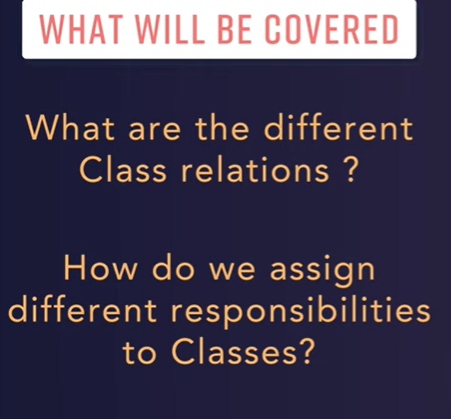 WHAT WILL BE COVERED
What are the different
Class relations ?
How do we assign
different responsibilities
to Classes?